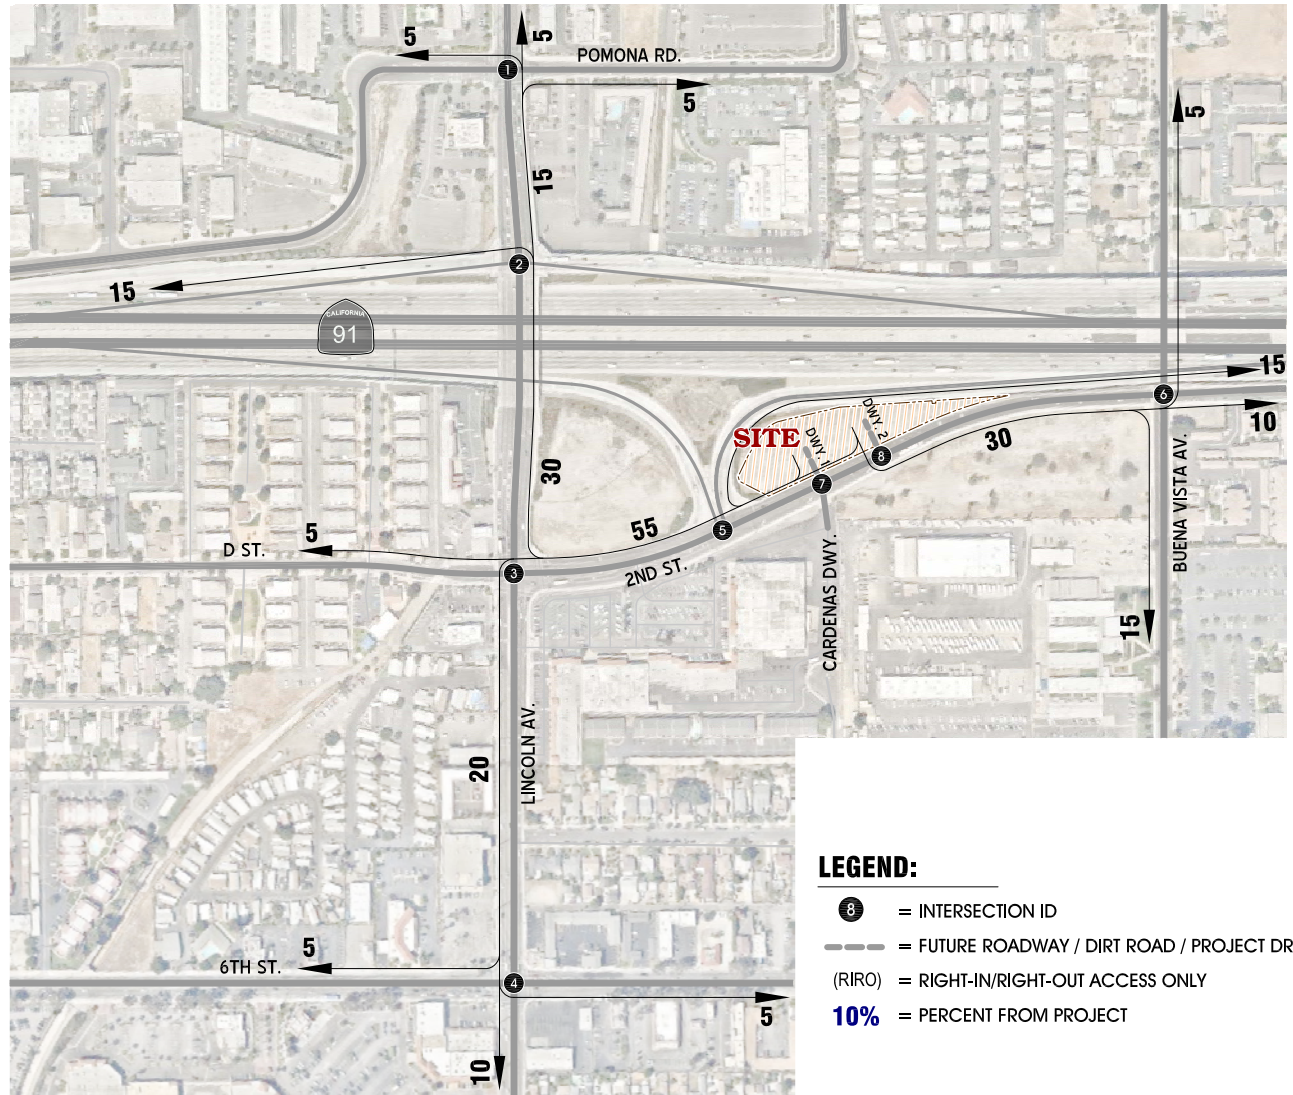 5
5
POMONA RD.
1
5
5
15
2
15
CALIFORNIA
91
15
6
10
DWY. 2
SITE
DWY. 1
30
8
7
30
55
5
5
D ST.
3
2ND ST.
CARDENAS DWY.
BUENA VISTA AV.
15
LINCOLN AV.
20
5
6TH ST.
4
5
10
LEGEND:
8 = INTERSECTION ID
= FUTURE ROADWAY / DIRT ROAD / PROJECT DR
(RIRO) = RIGHT-IN/RIGHT-OUT ACCESS ONLY
10% = PERCENT FROM PROJECT